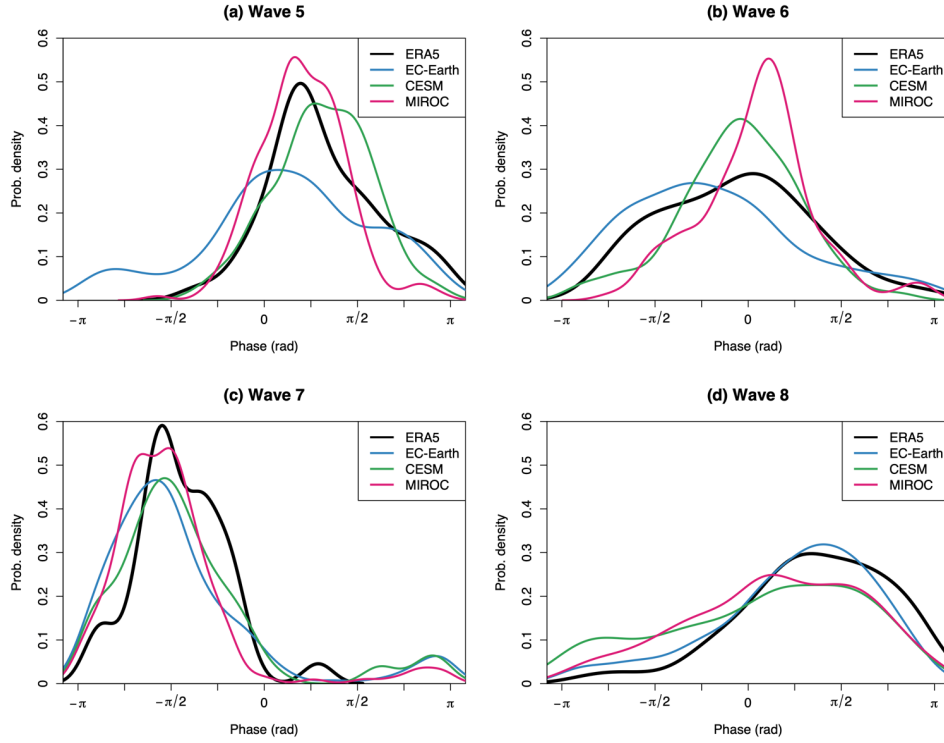 (a) Wave 5
Prob. density
0 0.1 0.2 0.3 0.4 0.5 0.6
ERA5
EC-Earth
CESM
MIROC
−π −π/2 0 π/2 π
Phase (rad)
(b) Wave 6
Prob. density
0 0.1 0.2 0.3 0.4 0.5 0.6
ERA5
EC-Earth
CESM
MIROC
−π −π/2 0 π/2 π
Phase (rad)
(c) Wave 7
Prob. density
0 0.1 0.2 0.3 0.4 0.5 0.6
ERA5
EC-Earth
CESM
MIROC
−π −π/2 0 π/2 π
Phase (rad)
(d) Wave 8
Prob. density
0 0.1 0.2 0.3 0.4 0.5 0.6
ERA5
EC-Earth
CESM
MIROC
−π −π/2 0 π/2 π
Phase (rad)